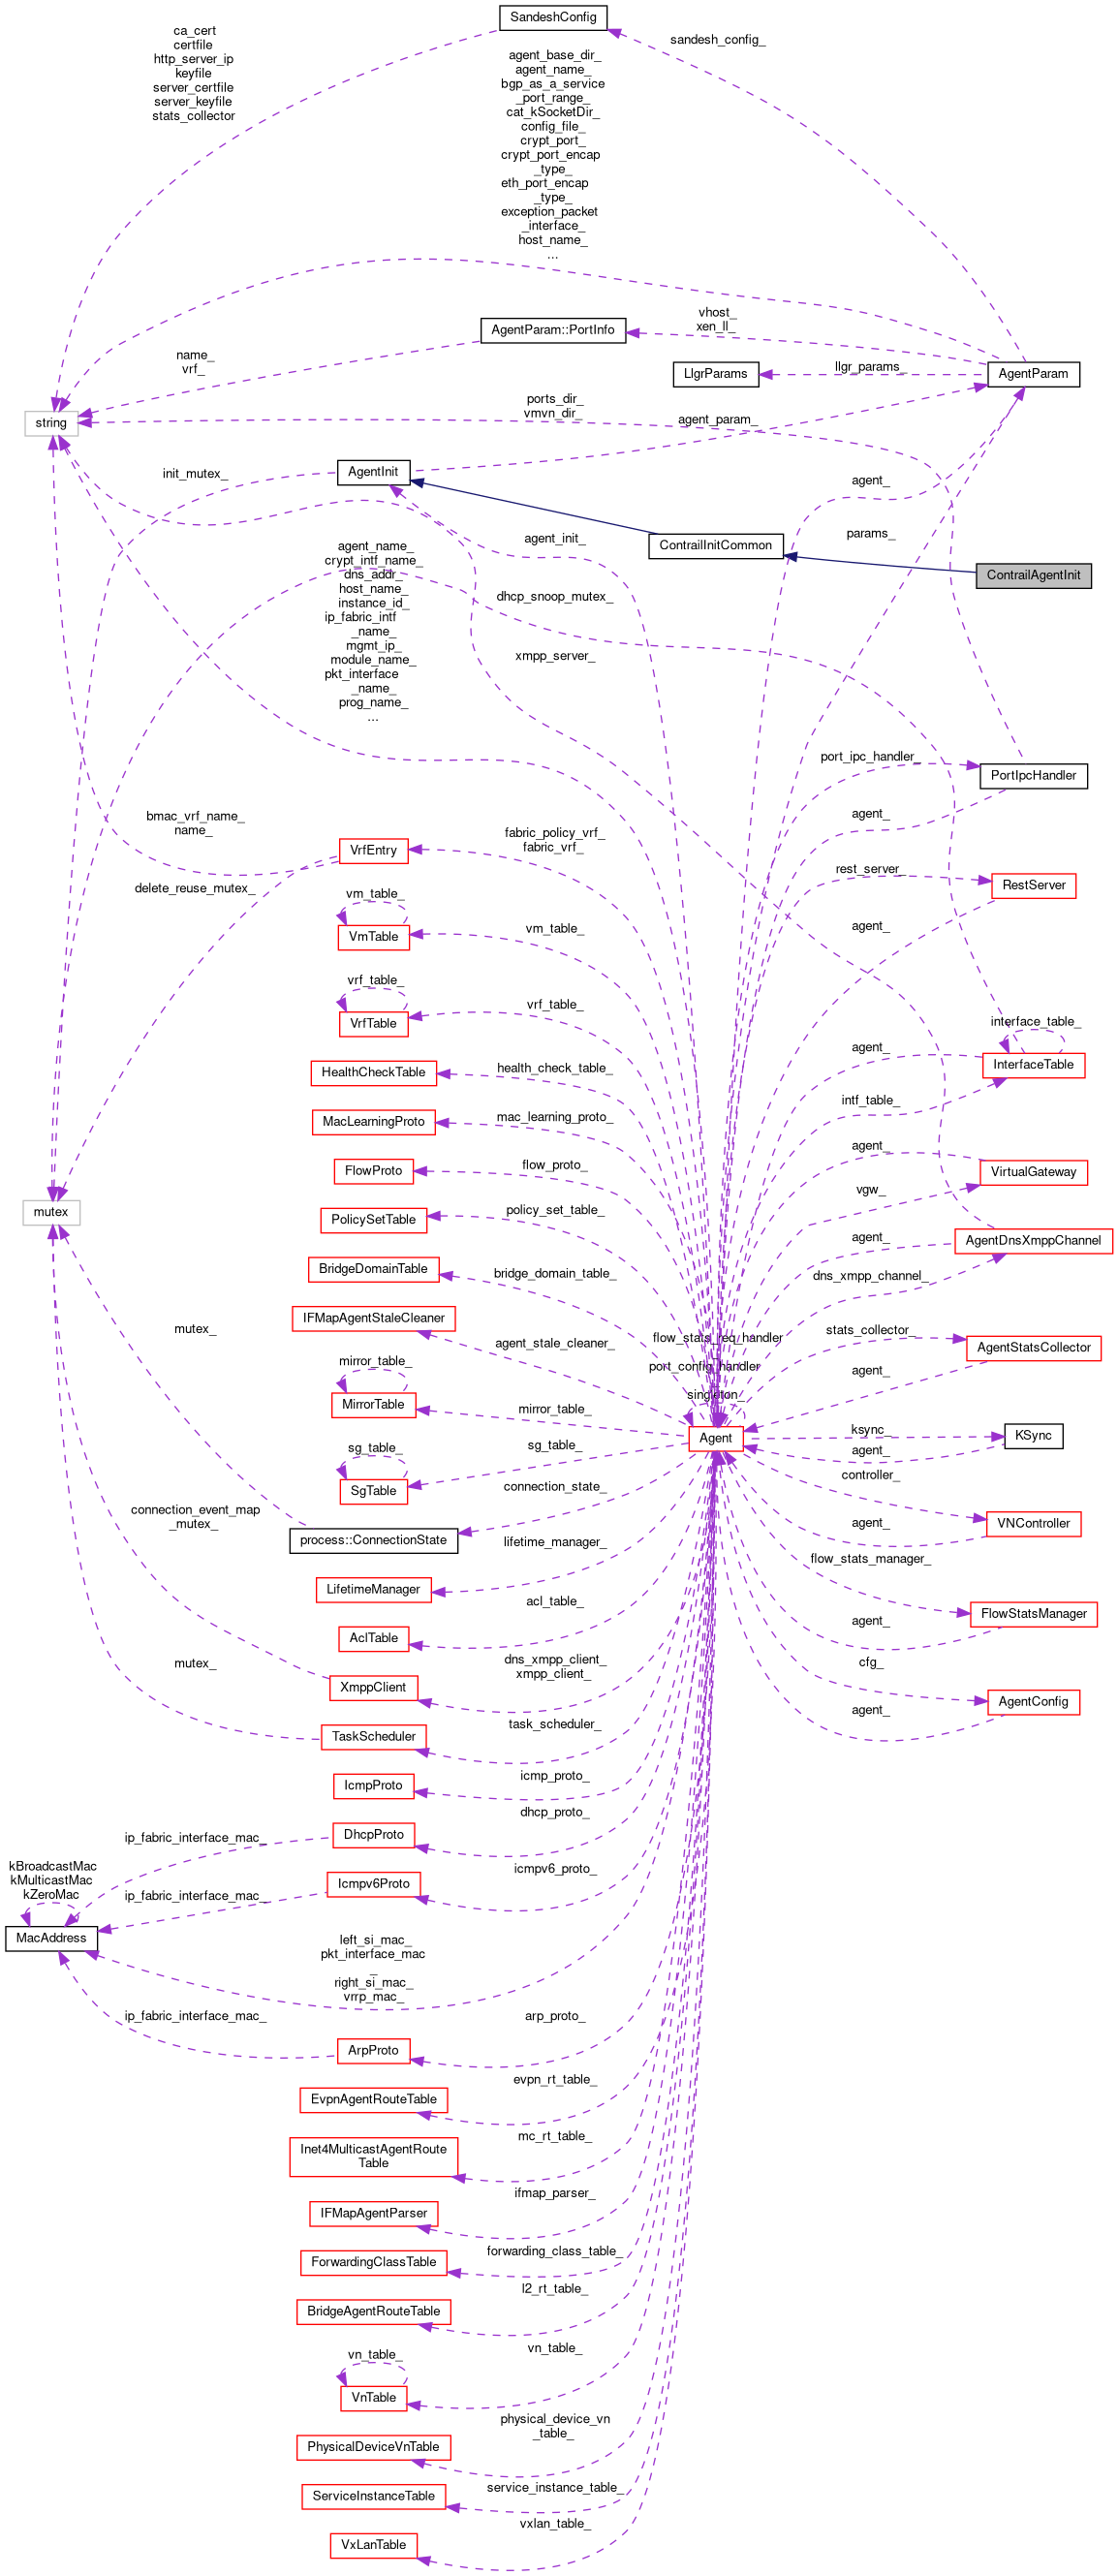 SandeshConfig
ca_cert
certfile
http_server_ip
keyfile
server_certfile
server_keyfile
stats_collector
sandesh_config_
agent_base_dir_
agent_name_
bgp_as_a_service
_port_range_
cat_kSocketDir_
config_file_
crypt_port_
crypt_port_encap
_type_
eth_port_encap
_type_
exception_packet
_interface_
host_name_
...
AgentParam::PortInfo
vhost_
xen_ll_
name_
vrf_
LlgrParams
llgr_params_
AgentParam
string
ports_dir_
vmvn_dir_
agent_param_
init_mutex_
AgentInit
agent_
agent_init_
ContrailInitCommon
params_
ContrailAgentInit
agent_name_
crypt_intf_name_
dns_addr_
host_name_
instance_id_
ip_fabric_intf
_name_
mgmt_ip_
module_name_
pkt_interface
_name_
prog_name_
...
dhcp_snoop_mutex_
xmpp_server_
port_ipc_handler_
PortIpcHandler
bmac_vrf_name_
name_
agent_
VrfEntry
fabric_policy_vrf_
fabric_vrf_
rest_server_
RestServer
delete_reuse_mutex_
vm_table_
VmTable
vm_table_
agent_
vrf_table_
VrfTable
vrf_table_
interface_table_
InterfaceTable
agent_
HealthCheckTable
health_check_table_
intf_table_
MacLearningProto
mac_learning_proto_
agent_
FlowProto
flow_proto_
VirtualGateway
vgw_
mutex
PolicySetTable
policy_set_table_
agent_
AgentDnsXmppChannel
BridgeDomainTable
bridge_domain_table_
dns_xmpp_channel_
IFMapAgentStaleCleaner
agent_stale_cleaner_
flow_stats_req_handler
port_config_handler
singleton_
stats_collector_
AgentStatsCollector
mutex_
mirror_table_
MirrorTable
mirror_table_
agent_
Agent
ksync_
KSync
agent_
sg_table_
SgTable
sg_table_
controller_
connection_state_
process::ConnectionState
connection_event_map
_mutex_
agent_
VNController
lifetime_manager_
LifetimeManager
flow_stats_manager_
acl_table_
AclTable
agent_
FlowStatsManager
mutex_
XmppClient
dns_xmpp_client_
xmpp_client_
cfg_
AgentConfig
agent_
TaskScheduler
task_scheduler_
IcmpProto
icmp_proto_
DhcpProto
dhcp_proto_
ip_fabric_interface_mac_
kBroadcastMac
kMulticastMac
kZeroMac
MacAddress
ip_fabric_interface_mac_
Icmpv6Proto
icmpv6_proto_
left_si_mac_
pkt_interface_mac
_
right_si_mac_
vrrp_mac_
ip_fabric_interface_mac_
ArpProto
arp_proto_
EvpnAgentRouteTable
evpn_rt_table_
Inet4MulticastAgentRoute
Table
mc_rt_table_
IFMapAgentParser
ifmap_parser_
ForwardingClassTable
forwarding_class_table_
BridgeAgentRouteTable
l2_rt_table_
vn_table_
VnTable
vn_table_
PhysicalDeviceVnTable
physical_device_vn
_table_
ServiceInstanceTable
service_instance_table_
VxLanTable
vxlan_table_